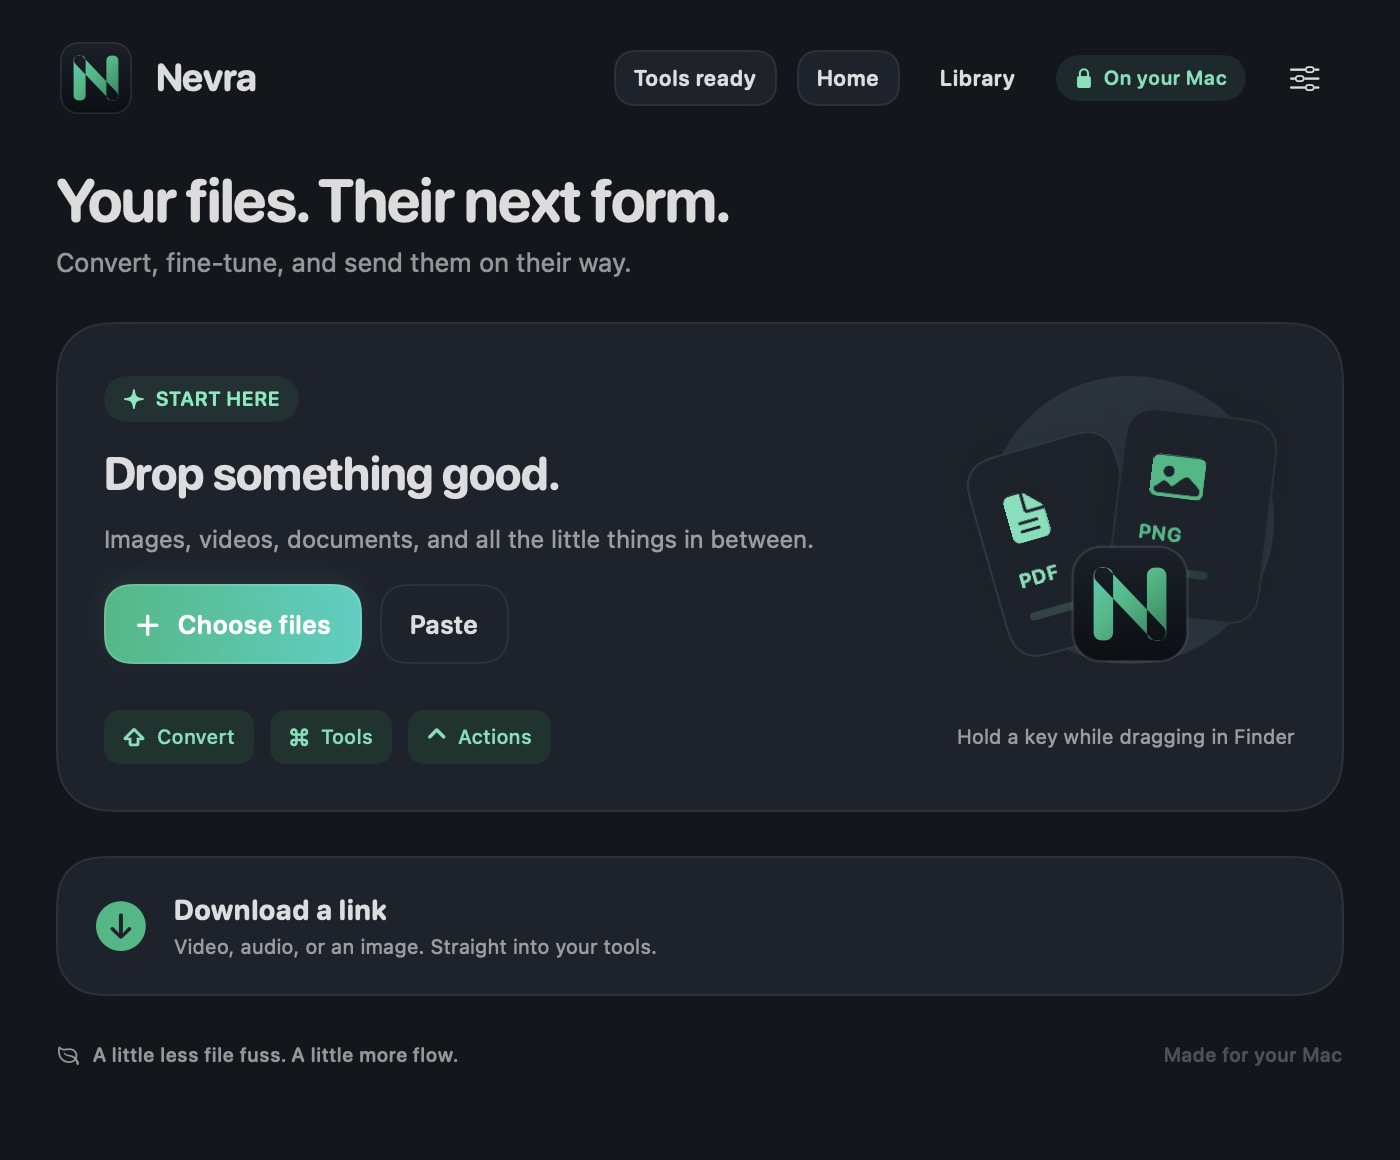 Nevra
Tools ready
Home
Library
On your Mac
Your files. Their next form.
Convert, fine-tune, and send them on their way.
START HERE
Drop something good.
Images, videos, documents, and all the little things in between.
Choose files
Paste
PDF
PNG
Convert
Tools
Actions
Hold a key while dragging in Finder
Download a link
Video, audio, or an image. Straight into your tools.
A little less file fuss. A little more flow.
Made for your Mac